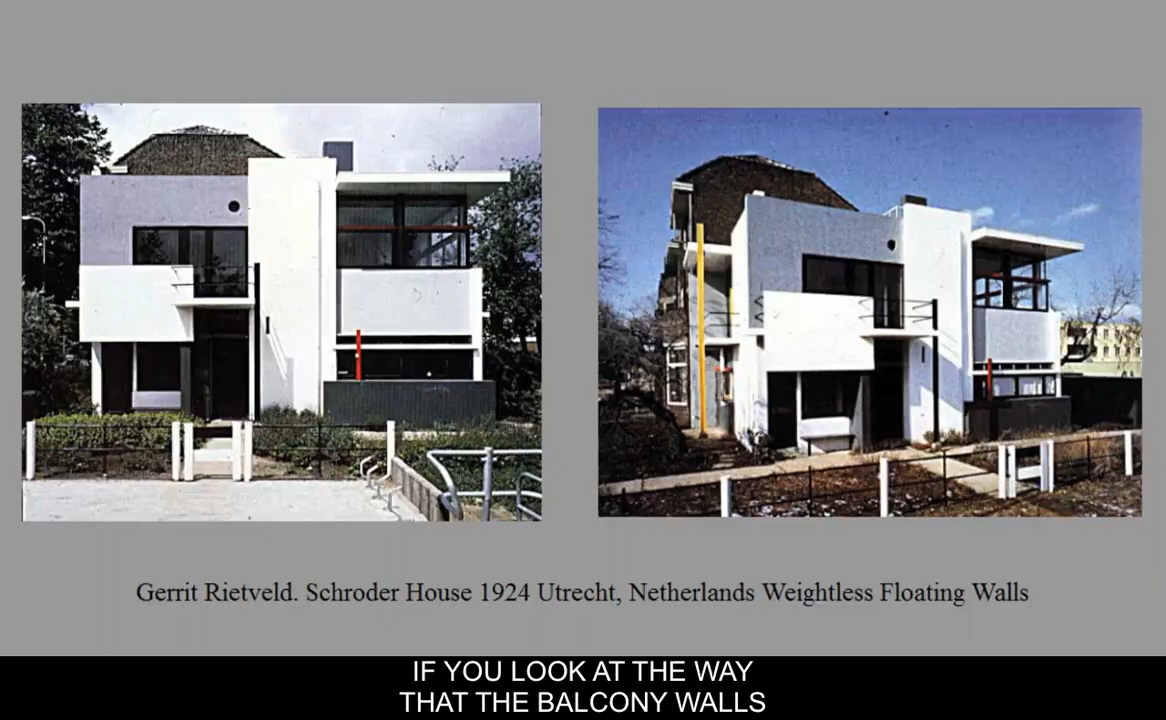 Gerrit Rietveld. Schroder House 1924 Utrecht, Netherlands Weightless Floating Walls
IF YOU LOOK AT THE WAY
THAT THE BALCONY WALLS